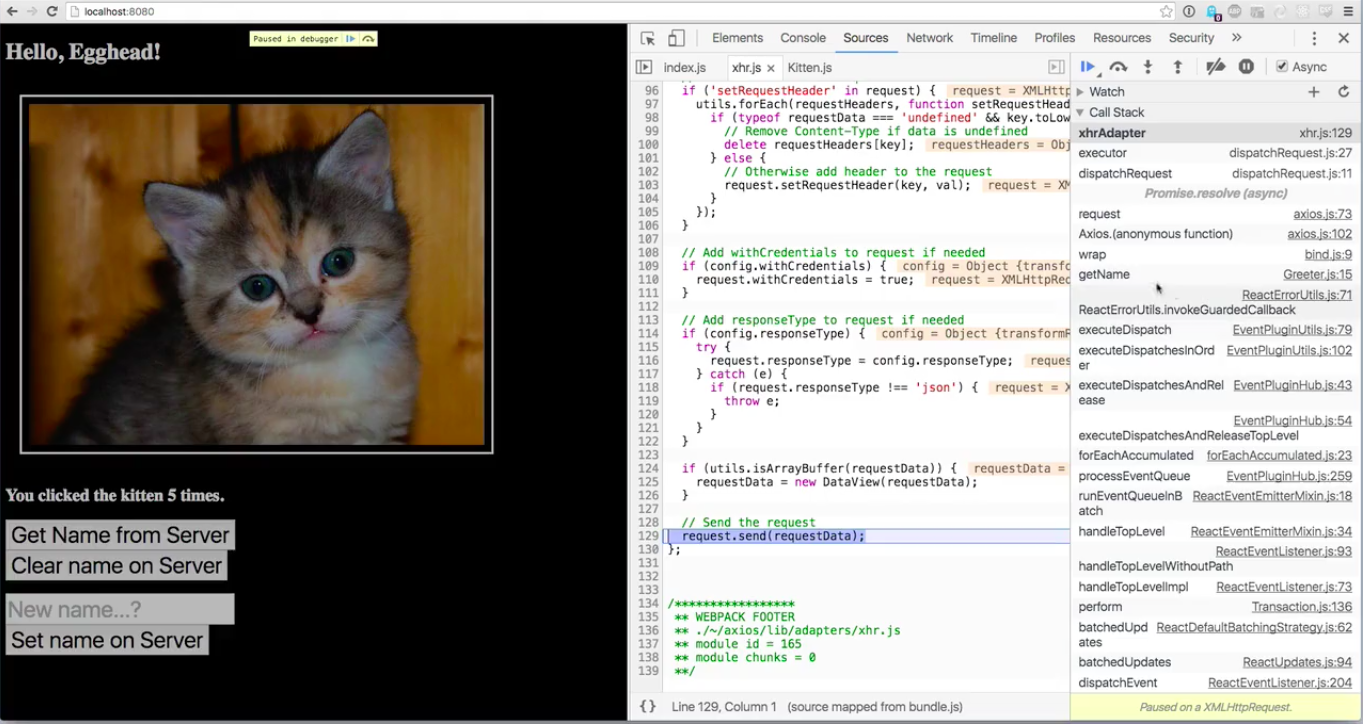 localhost:8080
Paused in debugger
Hello, Egghead!
You clicked the kitten 5 times.
Get Name from Server
Clear name on Server
New name...?
Set name on Server
Elements Console Sources Network Timeline Profiles Resources Security »
index.js xhr.js × Kitten.js
96 if ('setRequestHeader' in request) { request = XMLHttp
97 utils.forEach(requestHeaders, function setRequestHead
98 if (typeof requestData === 'undefined' && key.toLow
99 // Remove Content-Type if data is undefined
100 delete requestHeaders[key]; requestHeaders = Obj
101 } else {
102 // Otherwise add header to the request
103 request.setRequestHeader(key, val); request = XM
104 }
105 });
106 }
107
108 // Add withCredentials to request if needed
109 if (config.withCredentials) { config = Object {transfo
110 request.withCredentials = true; request = XMLHttpReq
111 }
112
113 // Add responseType to request if needed
114 if (config.responseType) { config = Object {transformR
115 try {
116 request.responseType = config.responseType; reques
117 } catch (e) {
118 if (request.responseType !== 'json') { request = X
119 throw e;
120 }
121 }
122 }
123
124 if (utils.isArrayBuffer(requestData)) { requestData =
125 requestData = new DataView(requestData);
126 }
127
128 // Send the request
129 request.send(requestData);
130 };
131
132
133
134 /*****************
135 ** WEBPACK FOOTER
136 ** ./~/axios/lib/adapters/xhr.js
137 ** module id = 165
138 ** module chunks = 0
139 **/
{} Line 129, Column 1 (source mapped from bundle.js)
Async
Watch
Call Stack
xhrAdapter xhr.js:129
executor dispatchRequest.js:27
dispatchRequest dispatchRequest.js:11
Promise.resolve (async)
request axios.js:73
Axios.(anonymous function) axios.js:102
wrap bind.js:9
getName Greeter.js:15
ReactErrorUtils.js:71
ReactErrorUtils.invokeGuardedCallback
executeDispatch EventPluginUtils.js:79
executeDispatchesInOrd EventPluginUtils.js:102
er
executeDispatchesAndRel EventPluginHub.js:43
ease
EventPluginHub.js:54
executeDispatchesAndReleaseTopLevel
forEachAccumulated forEachAccumulated.js:23
processEventQueue EventPluginHub.js:259
runEventQueueInB ReactEventEmitterMixin.js:18
atch
handleTopLevel ReactEventEmitterMixin.js:34
ReactEventListener.js:93
handleTopLevelWithoutPath
handleTopLevelImpl ReactEventListener.js:73
perform Transaction.js:136
batchedUpd ReactDefaultBatchingStrategy.js:62
ates
batchedUpdates ReactUpdates.js:94
dispatchEvent ReactEventListener.js:204
Paused on a XMLHttpRequest.